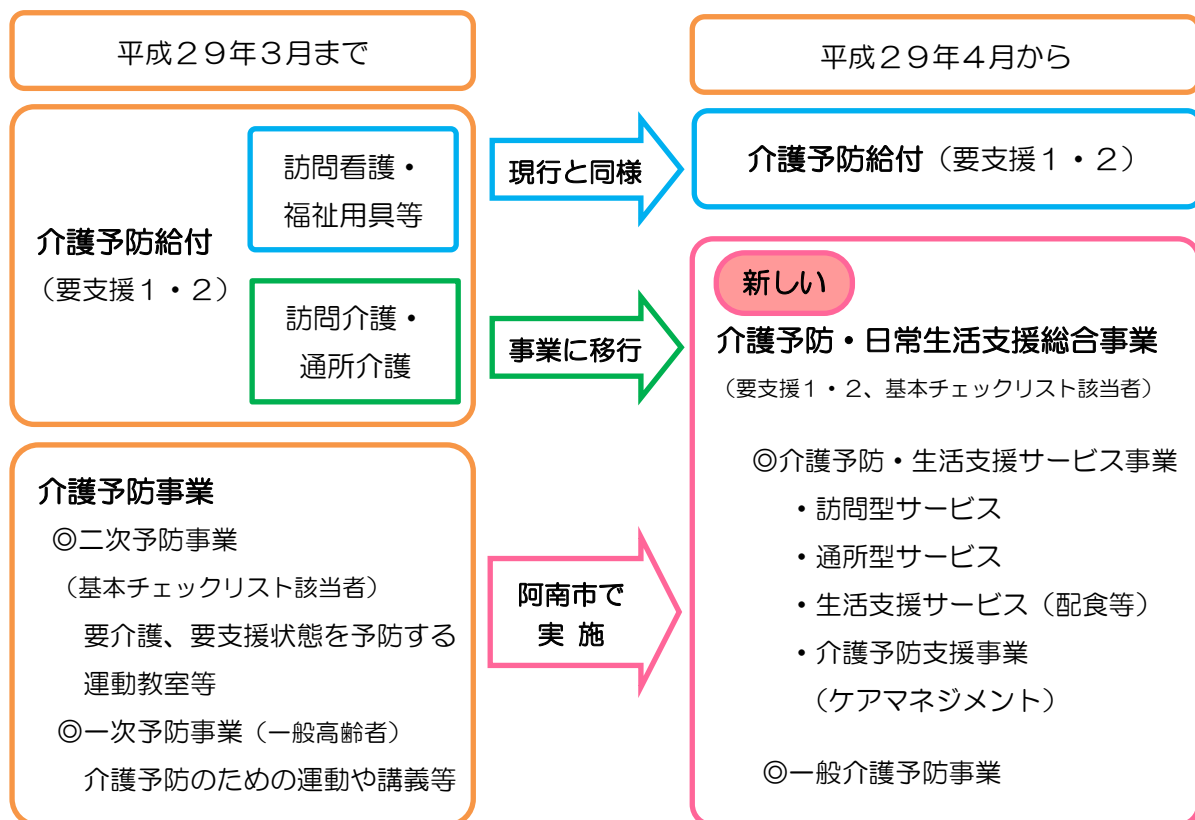 平成２９年３月まで
介護予防給付
（要支援１・２）
訪問看護・
福祉用具等
訪問介護・
通所介護
介護予防事業
◎二次予防事業
（基本チェックリスト該当者）
要介護、要支援状態を予防する
運動教室等
◎一次予防事業（一般高齢者）
介護予防のための運動や講義等
現行と同様
事業に移行
阿南市で
実 施
平成２９年４月から
介護予防給付（要支援１・２）
新しい
介護予防・日常生活支援総合事業
（要支援１・２、基本チェックリスト該当者）
◎介護予防・生活支援サービス事業
・訪問型サービス
・通所型サービス
・生活支援サービス（配食等）
・介護予防支援事業
（ケアマネジメント）
◎一般介護予防事業